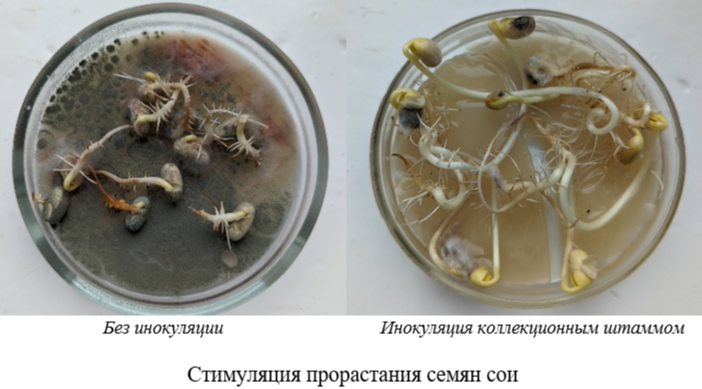 Без инокуляции
Инокуляция коллекционным штаммом
Стимуляция прорастания семян сои